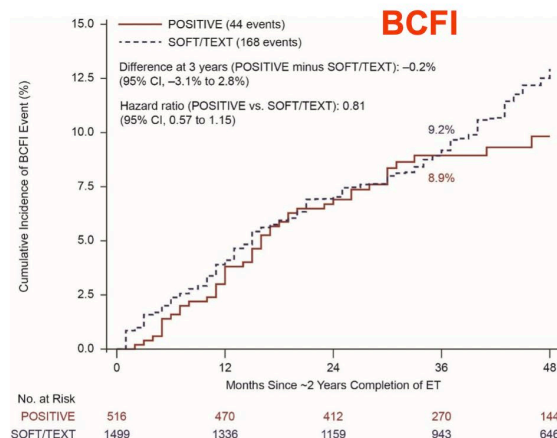 BCFI
15.0
12.5
10.0
7.5
5.0
2.5
0.0
Cumulative Incidence of BCFI Event (%)
POSITIVE (44 events)
SOFT/TEXT (168 events)
Difference at 3 years (POSITIVE minus SOFT/TEXT): –0.2%
(95% CI, –3.1% to 2.8%)
Hazard ratio (POSITIVE vs. SOFT/TEXT): 0.81
(95% CI, 0.57 to 1.15)
9.2%
8.9%
0 12 24 36 48
Months Since ~2 Years Completion of ET
No. at Risk
POSITIVE 516 470 412 270 144
SOFT/TEXT 1499 1336 1159 943 646